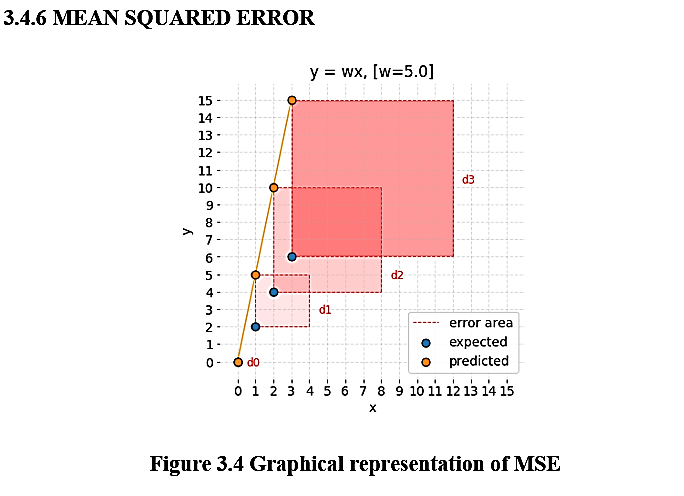 3.4.6 MEAN SQUARED ERROR
y = wx, [w=5.0]
15
14
13
12
11
10
9
8
7
6
5
4
3
2
1
0
y
d3
d2
d1
d0
error area
expected
predicted
0 1 2 3 4 5 6 7 8 9 10 11 12 13 14 15
x
Figure 3.4 Graphical representation of MSE